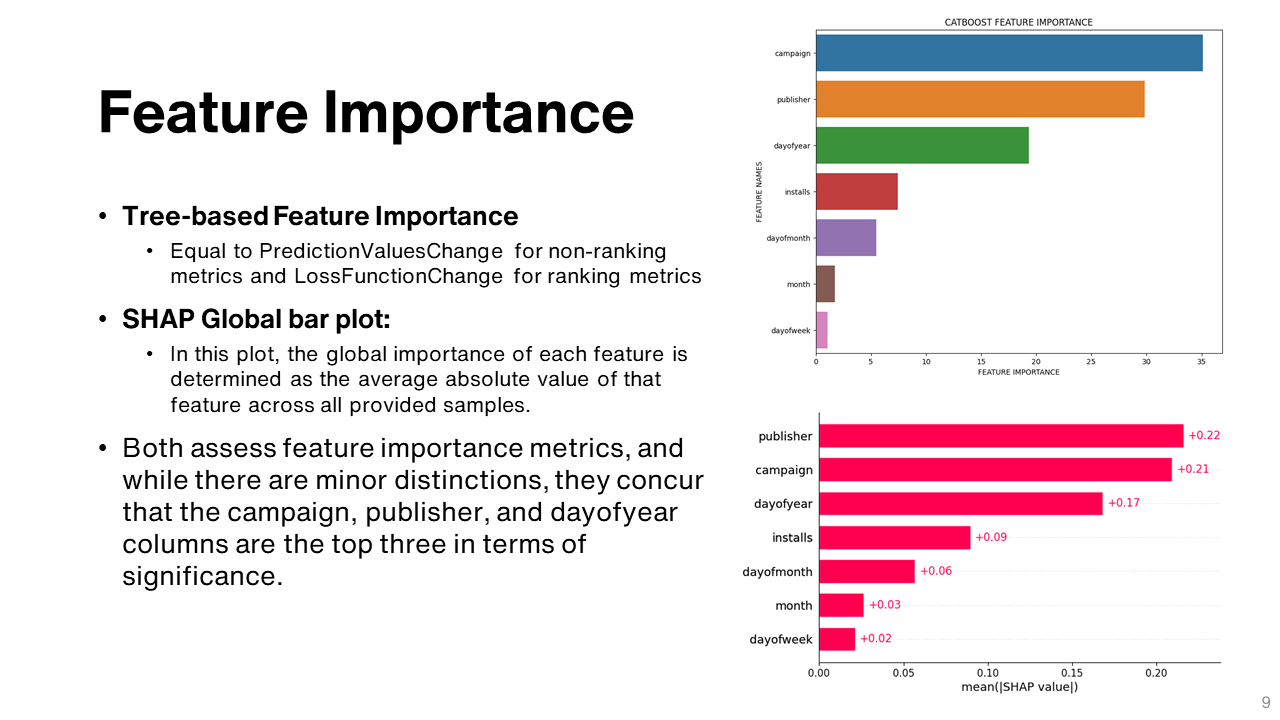 Feature Importance
• Tree-based Feature Importance
• Equal to PredictionValuesChange for non-ranking
metrics and LossFunctionChange for ranking metrics
• SHAP Global bar plot:
• In this plot, the global importance of each feature is
determined as the average absolute value of that
feature across all provided samples.
• Both assess feature importance metrics, and
while there are minor distinctions, they concur
that the campaign, publisher, and dayofyear
columns are the top three in terms of
significance.
CATBOOST FEATURE IMPORTANCE
FEATURE NAMES
campaign
publisher
dayofyear
installs
dayofmonth
month
dayofweek
0 5 10 15 20 25 30 35
FEATURE IMPORTANCE
publisher +0.22
campaign +0.21
dayofyear +0.17
installs +0.09
dayofmonth +0.06
month +0.03
dayofweek +0.02
0.00 0.05 0.10 0.15 0.20
mean(|SHAP value|)
9